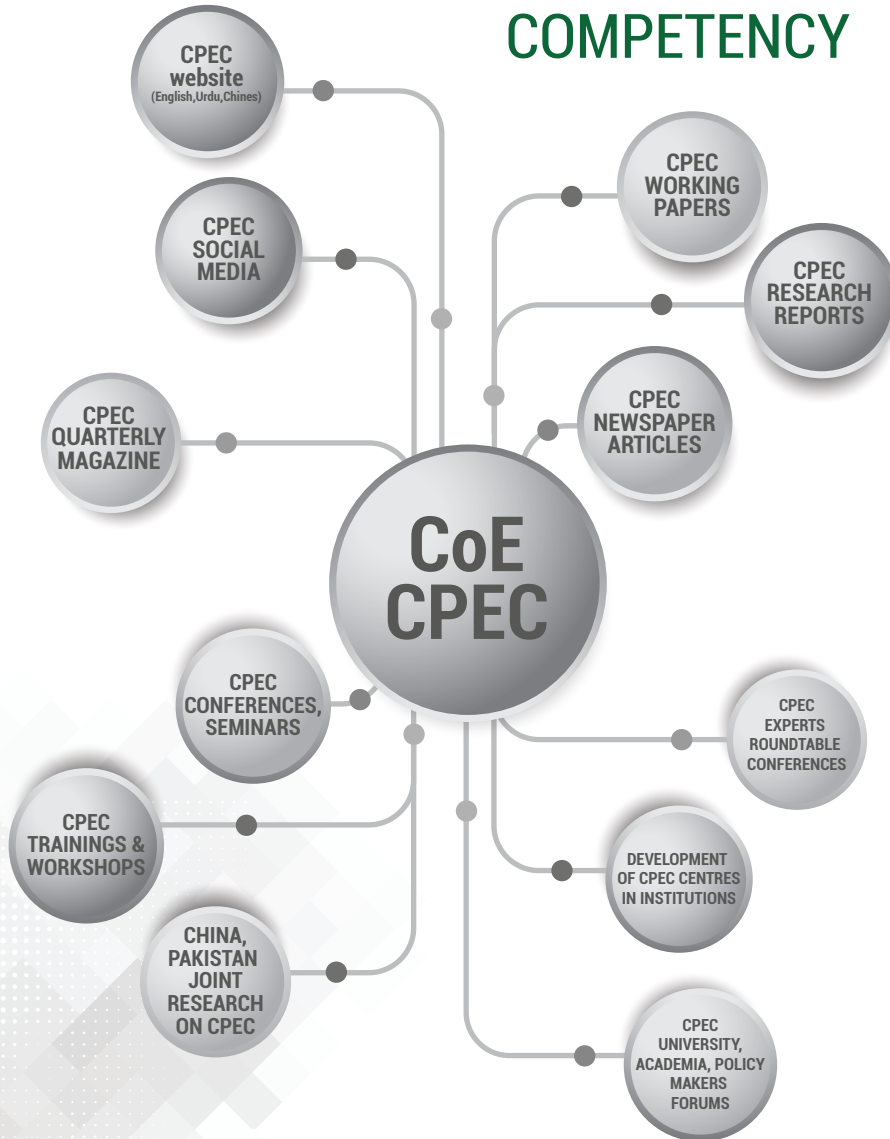 COMPETENCY
CPEC
website
(English,Urdu,Chines)
CPEC
WORKING
PAPERS
CPEC
SOCIAL
MEDIA
CPEC
RESEARCH
REPORTS
CPEC
QUARTERLY
MAGAZINE
CPEC
NEWSPAPER
ARTICLES
CoE
CPEC
CPEC
CONFERENCES,
SEMINARS
CPEC
EXPERTS
ROUNDTABLE
CONFERENCES
CPEC
TRAININGS &
WORKSHOPS
DEVELOPMENT
OF CPEC CENTRES
IN INSTITUTIONS
CHINA,
PAKISTAN
JOINT
RESEARCH
ON CPEC
CPEC
UNIVERSITY,
ACADEMIA, POLICY
MAKERS
FORUMS